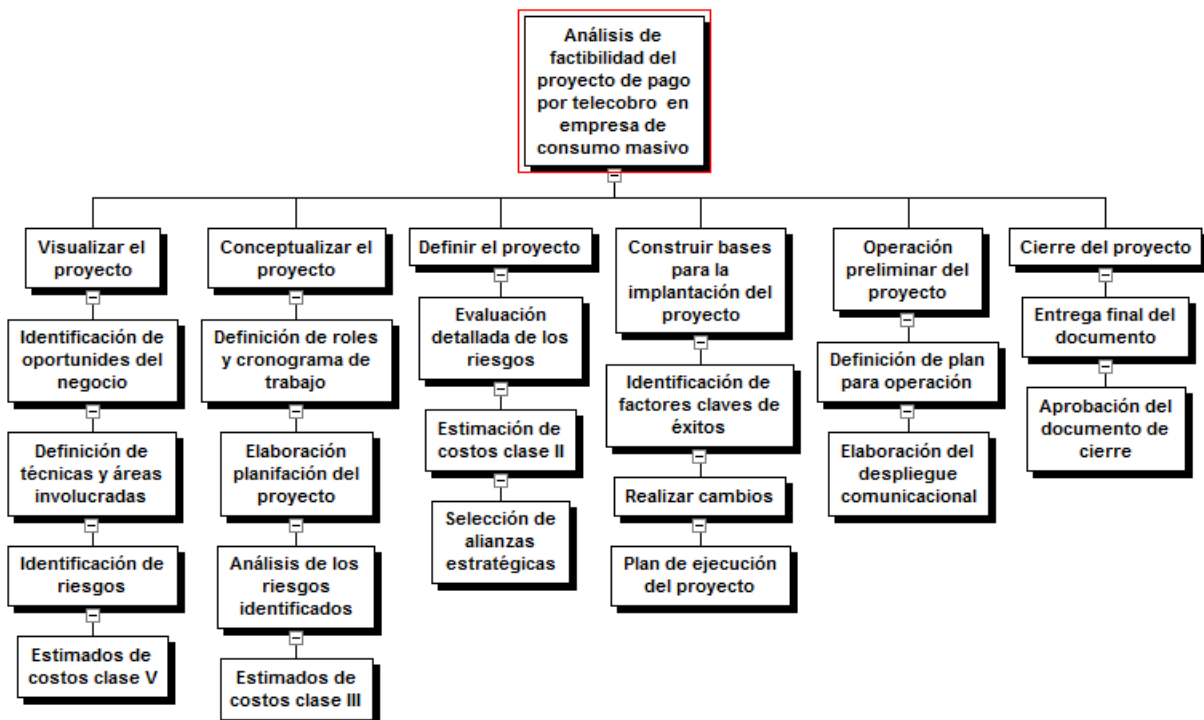 Análisis de
factibilidad del
proyecto de pago
por telecobro en
empresa de
consumo masivo
Visualizar el
proyecto
Identificación de
oportunides del
negocio
Definición de
técnicas y áreas
involucradas
Identificación de
riesgos
Estimados de
costos clase V
Conceptualizar el
proyecto
Definición de roles
y cronograma de
trabajo
Elaboración
planifación del
proyecto
Análisis de los
riesgos
identificados
Estimados de
costos clase III
Definir el proyecto
Evaluación
detallada de los
riesgos
Estimación de
costos clase II
Selección de
alianzas
estratégicas
Construir bases
para la
implantación del
proyecto
Identificación de
factores claves de
éxitos
Realizar cambios
Plan de ejecución
del proyecto
Operación
preliminar del
proyecto
Definición de plan
para operación
Elaboración del
despliegue
comunicacional
Cierre del proyecto
Entrega final del
documento
Aprobación del
documento de
cierre